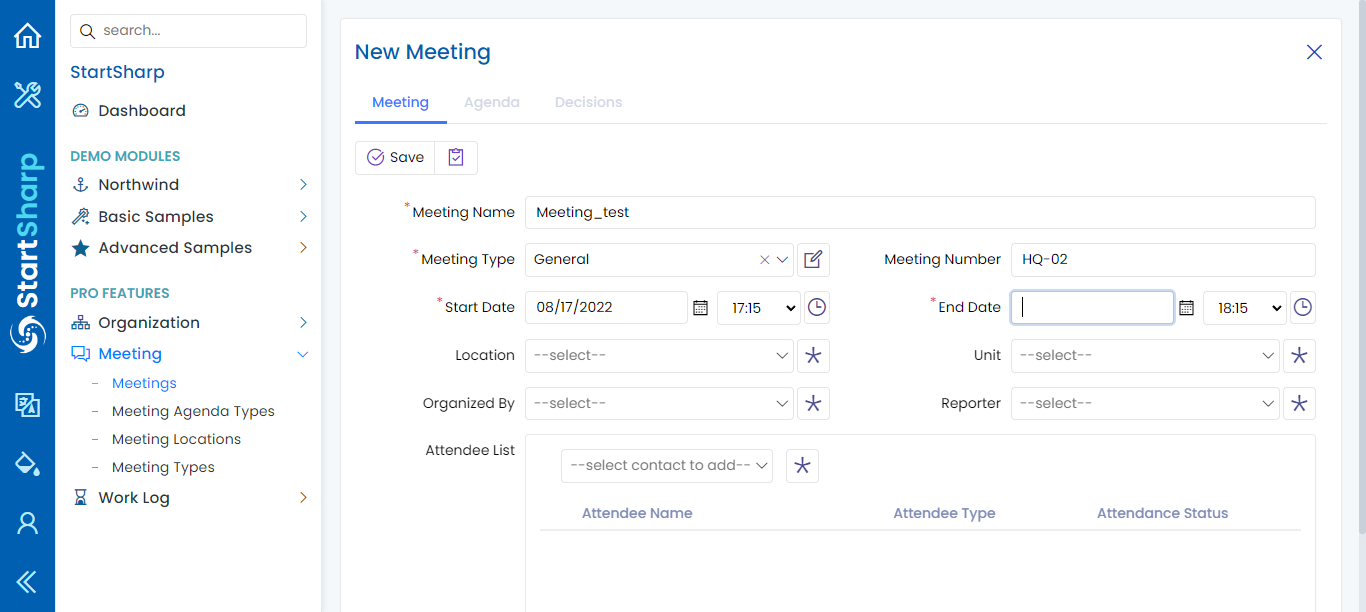 search...
StartSharp
Dashboard
DEMO MODULES
Northwind
Basic Samples
Advanced Samples
PRO FEATURES
Organization
Meeting
Meetings
Meeting Agenda Types
Meeting Locations
Meeting Types
Work Log
StartSharp
New Meeting
Meeting Agenda Decisions
Save
*Meeting Name Meeting_test
*Meeting Type General Meeting Number HQ-02
*Start Date 08/17/2022 17:15 *End Date 18:15
Location --select-- Unit --select--
Organized By --select-- Reporter --select--
Attendee List --select contact to add--
Attendee Name Attendee Type Attendance Status